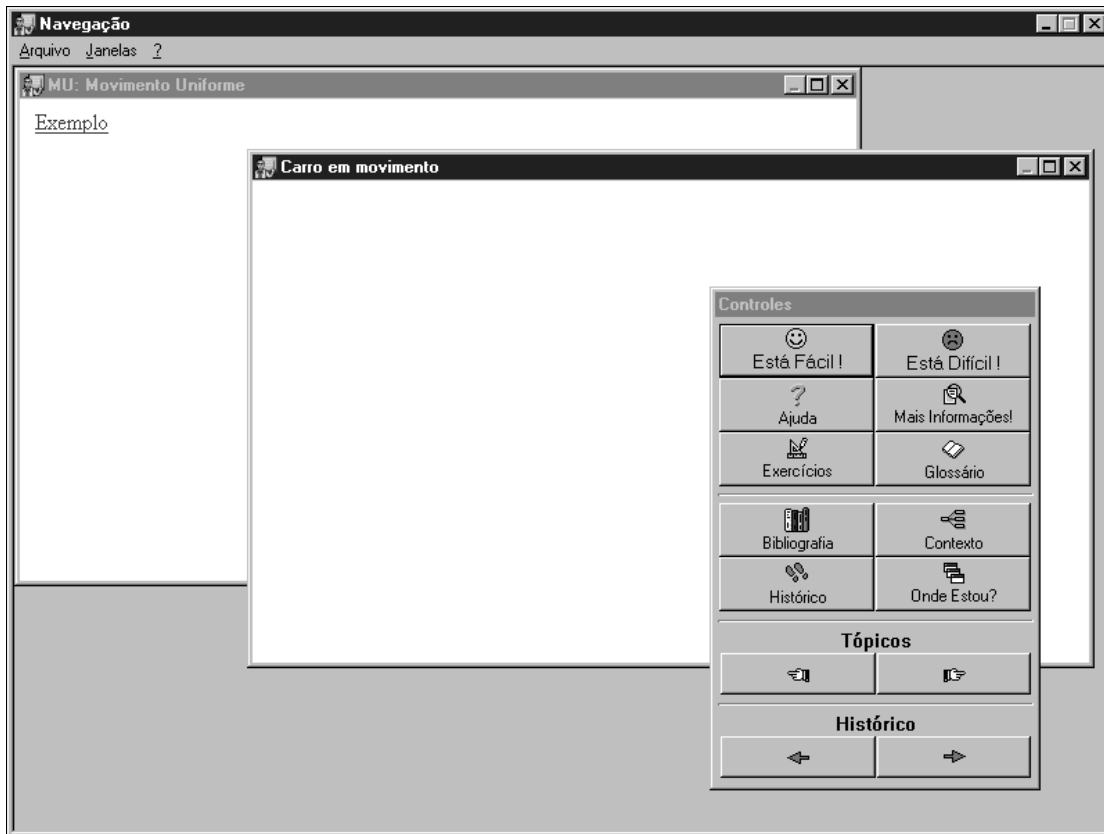 Navegação
Arquivo Janelas ?
MU: Movimento Uniforme
Exemplo
Carro em movimento
Controles
Está Fácil !
Está Difícil !
Ajuda
Mais Informações!
Exercícios
Glossário
Bibliografia
Contexto
Histórico
Onde Estou?
Tópicos
Histórico